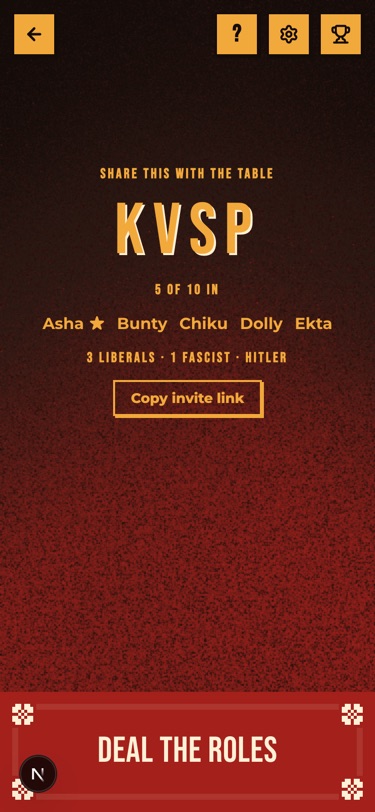 ?
SHARE THIS WITH THE TABLE
KVSP
5 OF 10 IN
Asha ★ Bunty Chiku Dolly Ekta
3 LIBERALS · 1 FASCIST · HITLER
Copy invite link
DEAL THE ROLES
N